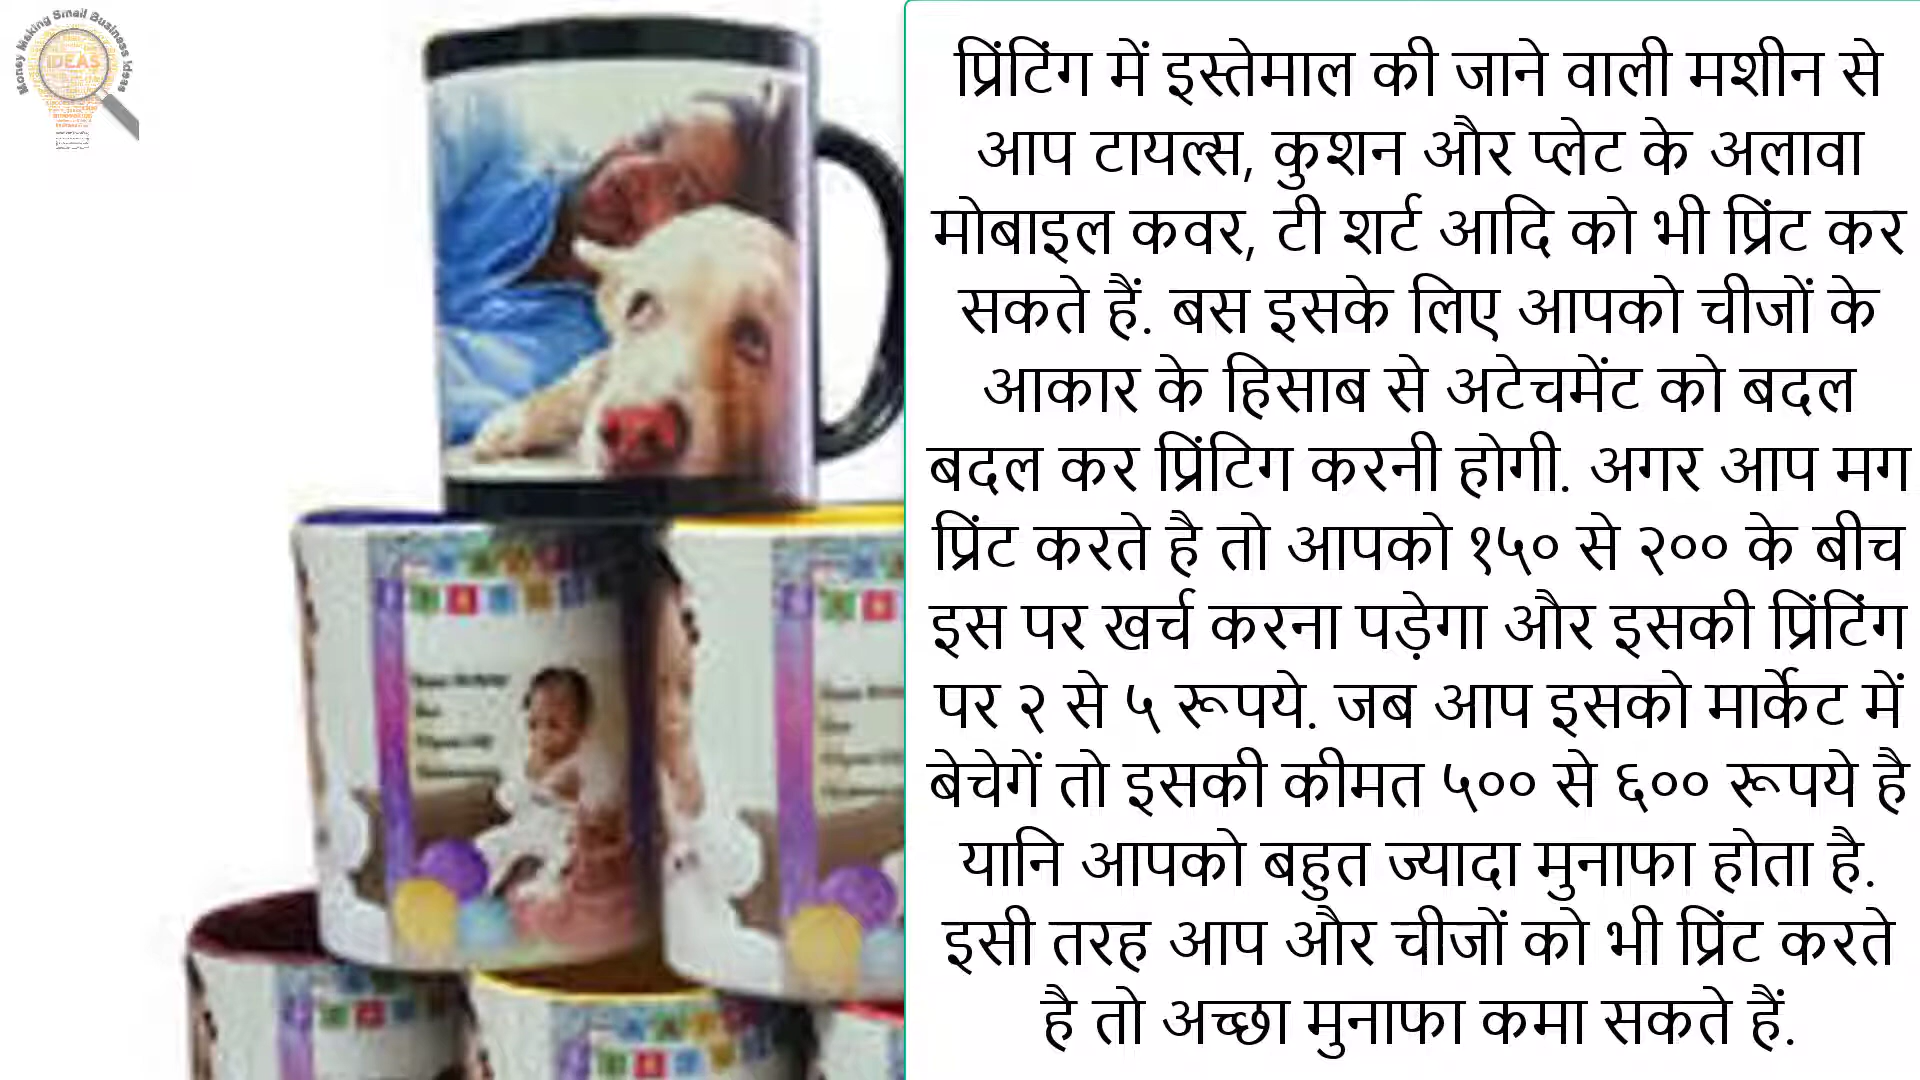 Money Making Small Business Ideas
IDEAS
प्रिंटिंग में इस्तेमाल की जाने वाली मशीन से
आप टायल्स, कुशन और प्लेट के अलावा
मोबाइल कवर, टी शर्ट आदि को भी प्रिंट कर
सकते हैं. बस इसके लिए आपको चीजों के
आकार के हिसाब से अटेचमेंट को बदल
बदल कर प्रिंटिग करनी होगी. अगर आप मग
प्रिंट करते है तो आपको १५० से २०० के बीच
इस पर खर्च करना पड़ेगा और इसकी प्रिंटिंग
पर २ से ५ रूपये. जब आप इसको मार्केट में
बेचेगें तो इसकी कीमत ५०० से ६०० रूपये है
यानि आपको बहुत ज्यादा मुनाफा होता है.
इसी तरह आप और चीजों को भी प्रिंट करते
है तो अच्छा मुनाफा कमा सकते हैं.